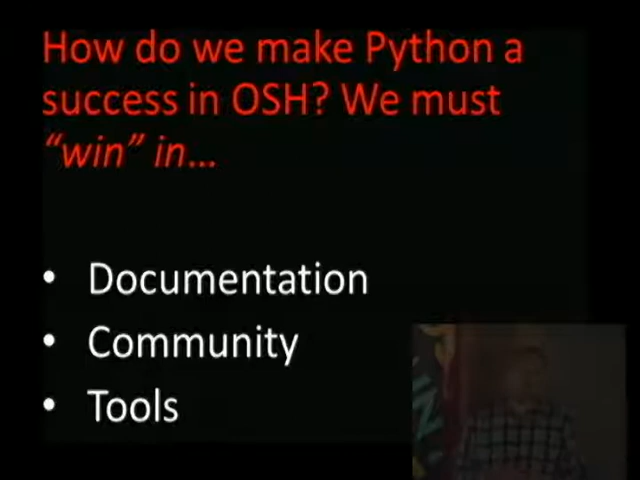 How do we make Python a
success in OSH? We must
“win” in...
• Documentation
• Community
• Tools